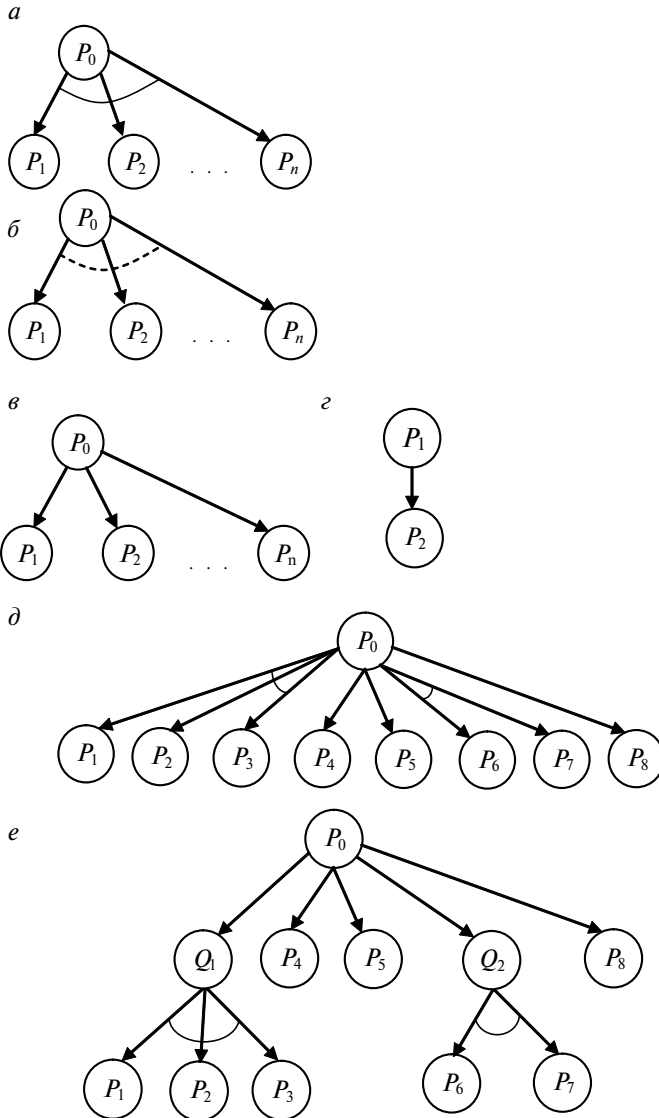 а
P₀
P₁ P₂ . . . Pₙ
б
P₀
P₁ P₂ . . . Pₙ
в г
P₀ P₁
P₁ P₂ . . . Pₙ P₂
д
P₀
P₁ P₂ P₃ P₄ P₅ P₆ P₇ P₈
е
P₀
Q₁ P₄ P₅ Q₂ P₈
P₁ P₂ P₃ P₆ P₇